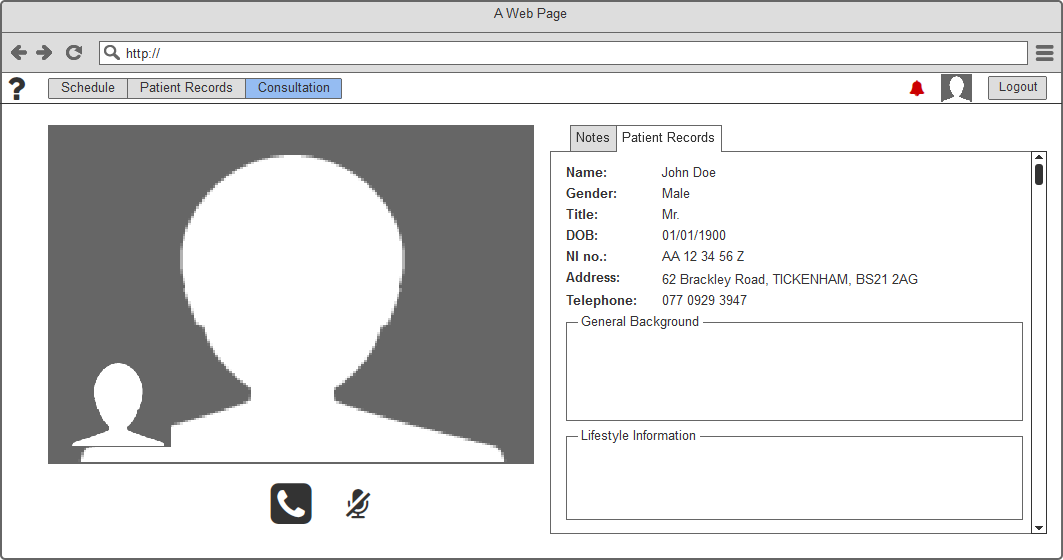 A Web Page
http://
? Schedule Patient Records Consultation Logout
Notes Patient Records
Name: John Doe
Gender: Male
Title: Mr.
DOB: 01/01/1900
NI no.: AA 12 34 56 Z
Address: 62 Brackley Road, TICKENHAM, BS21 2AG
Telephone: 077 0929 3947
General Background
Lifestyle Information